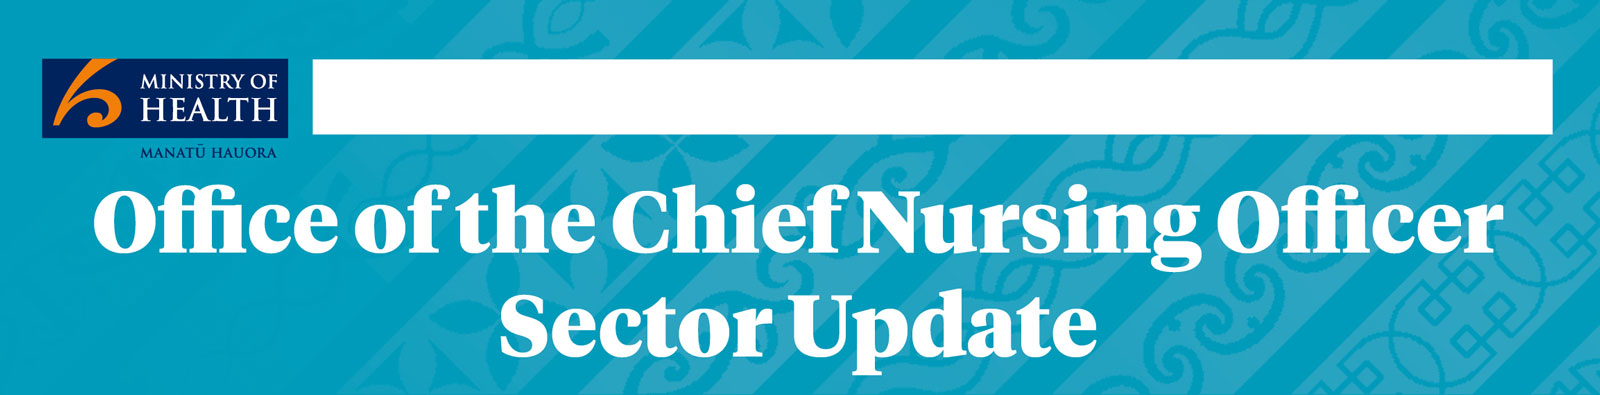 MINISTRY OF
HEALTH
MANATŪ HAUORA
Office of the Chief Nursing Officer
Sector Update